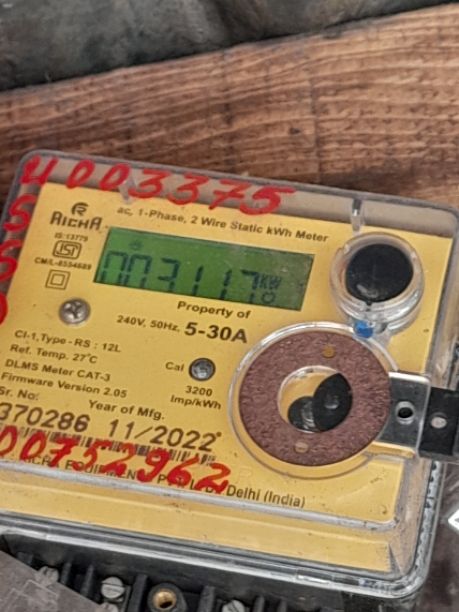 4003375
RICHA
ac, 1-Phase, 2 Wire Static kWh Meter
IS:13779
CM/L-8554689
Property of
240V, 50Hz, 5-30A
Cl-1, Type - RS : 12L
Ref. Temp. 27°C
DLMS Meter CAT-3
Firmware Version 2.05
Cal
3200
Imp/kWh
Sr. No:
Year of Mfg.
370286 11/2022
00752962
Delhi (India)